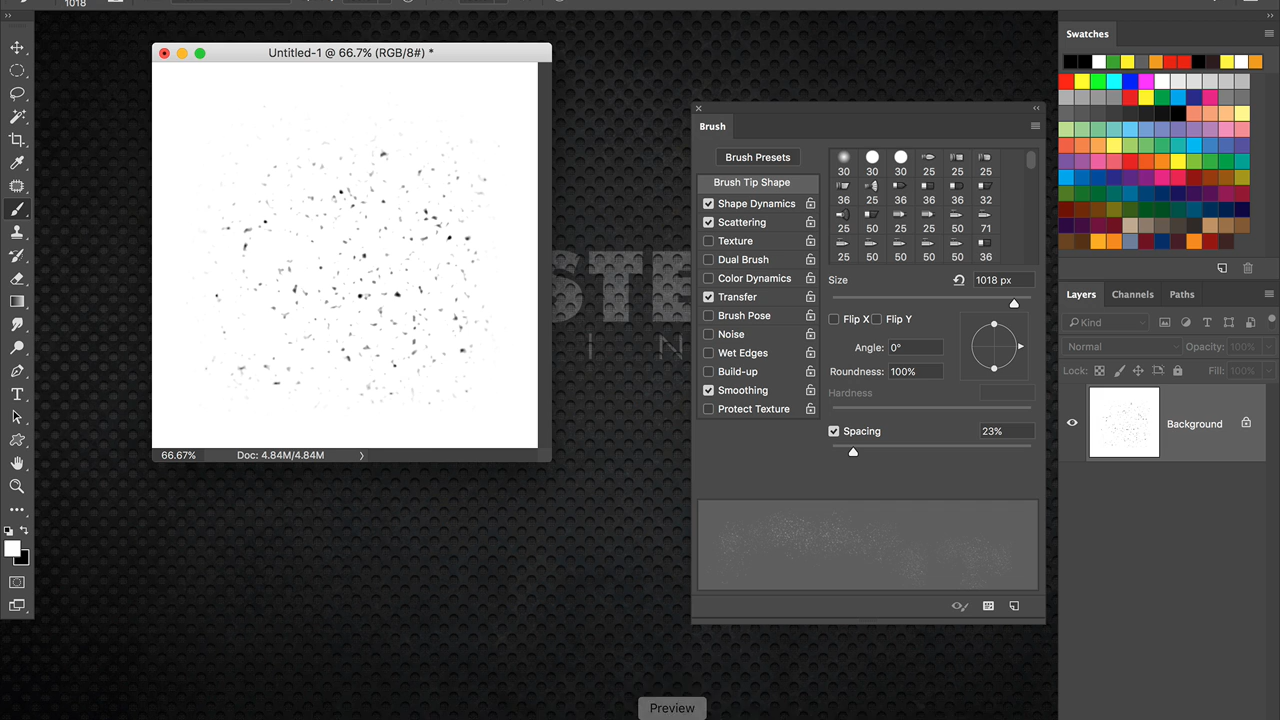 1018
Untitled-1 @ 66.7% (RGB/8#) *
66.67%
Doc: 4.84M/4.84M
STE
I N
Brush
Brush Presets
Brush Tip Shape
Shape Dynamics
Scattering
Texture
Dual Brush
Color Dynamics
Transfer
Brush Pose
Noise
Wet Edges
Build-up
Smoothing
Protect Texture
30 30 30 25 25 25
36 25 36 36 36 32
25 50 25 25 50 71
25 50 50 50 50 36
Size 1018 px
Flip X Flip Y
Angle: 0°
Roundness: 100%
Hardness
Spacing 23%
Swatches
Layers Channels Paths
Kind
Normal Opacity: 100%
Lock: Fill: 100%
Background
Preview